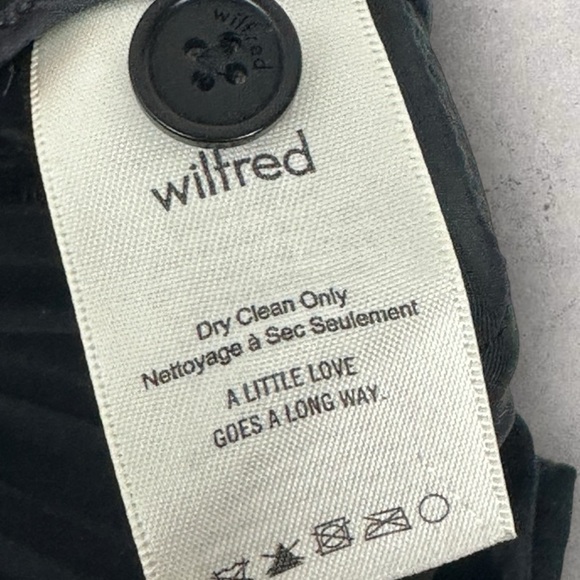 wilfred
wilfred
Dry Clean Only
Nettoyage à Sec Seulement
A LITTLE LOVE
GOES A LONG WAY.